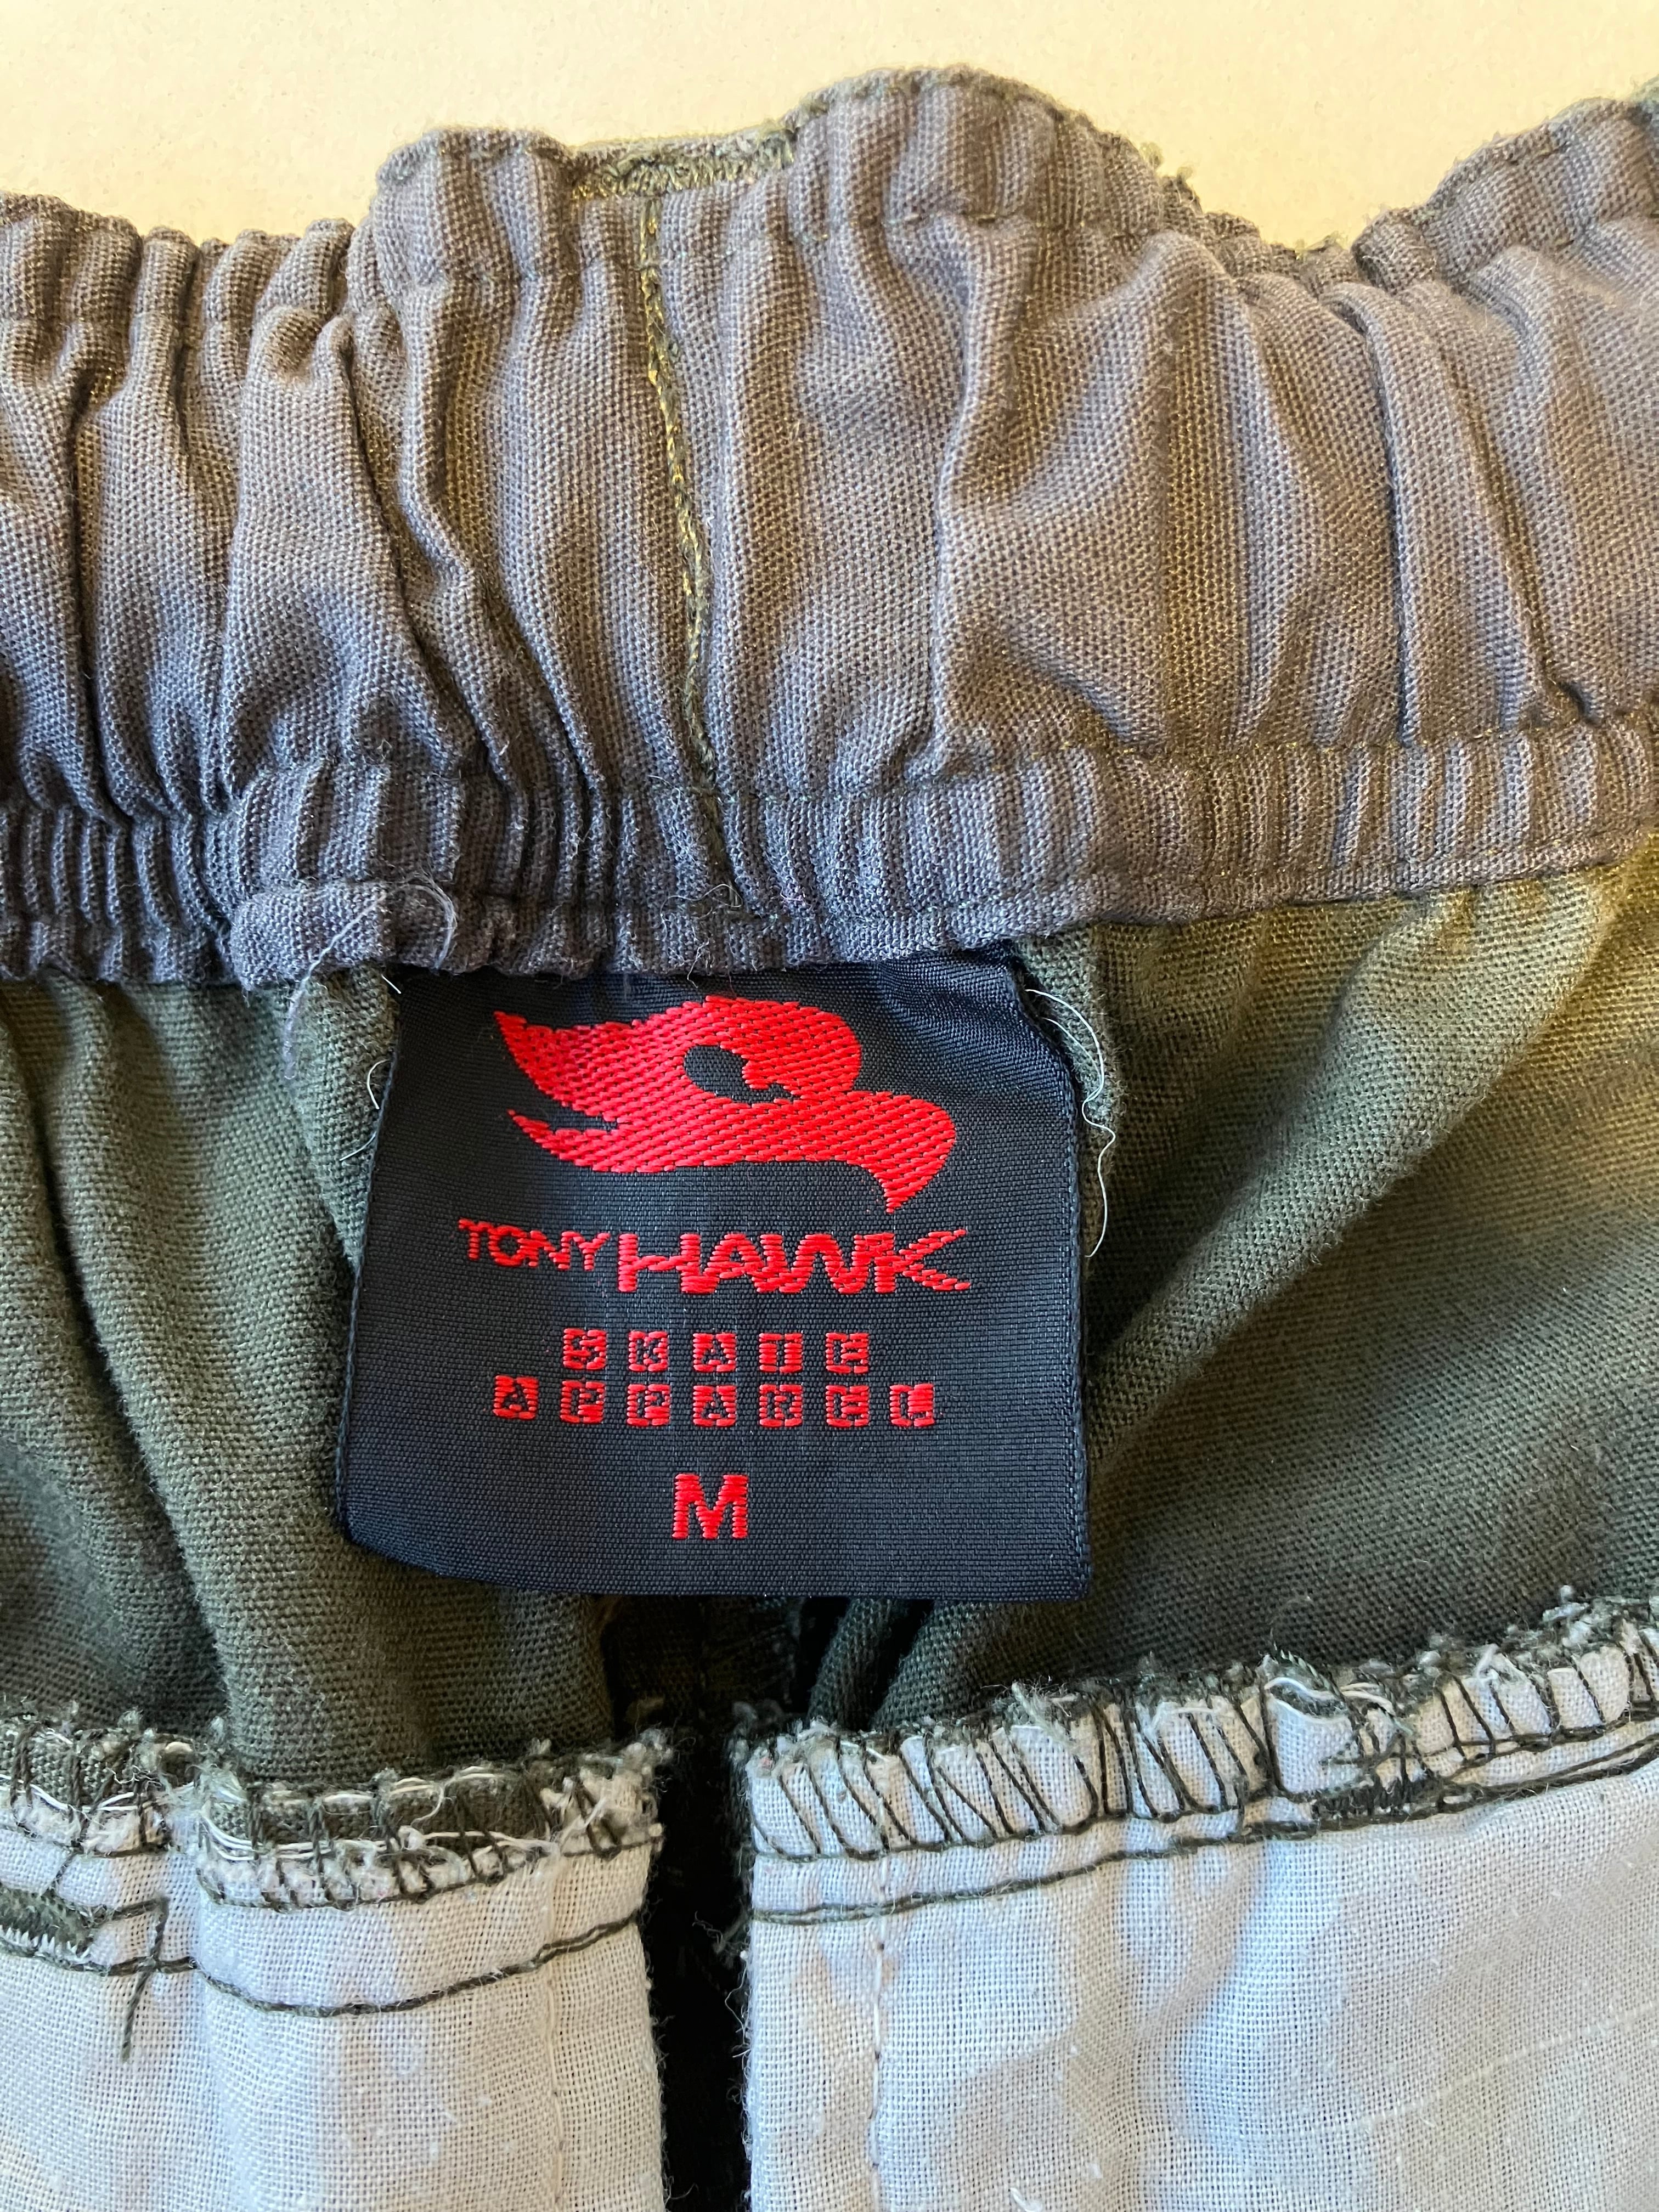 TONY HAWK
SKATE
APPAREL
M